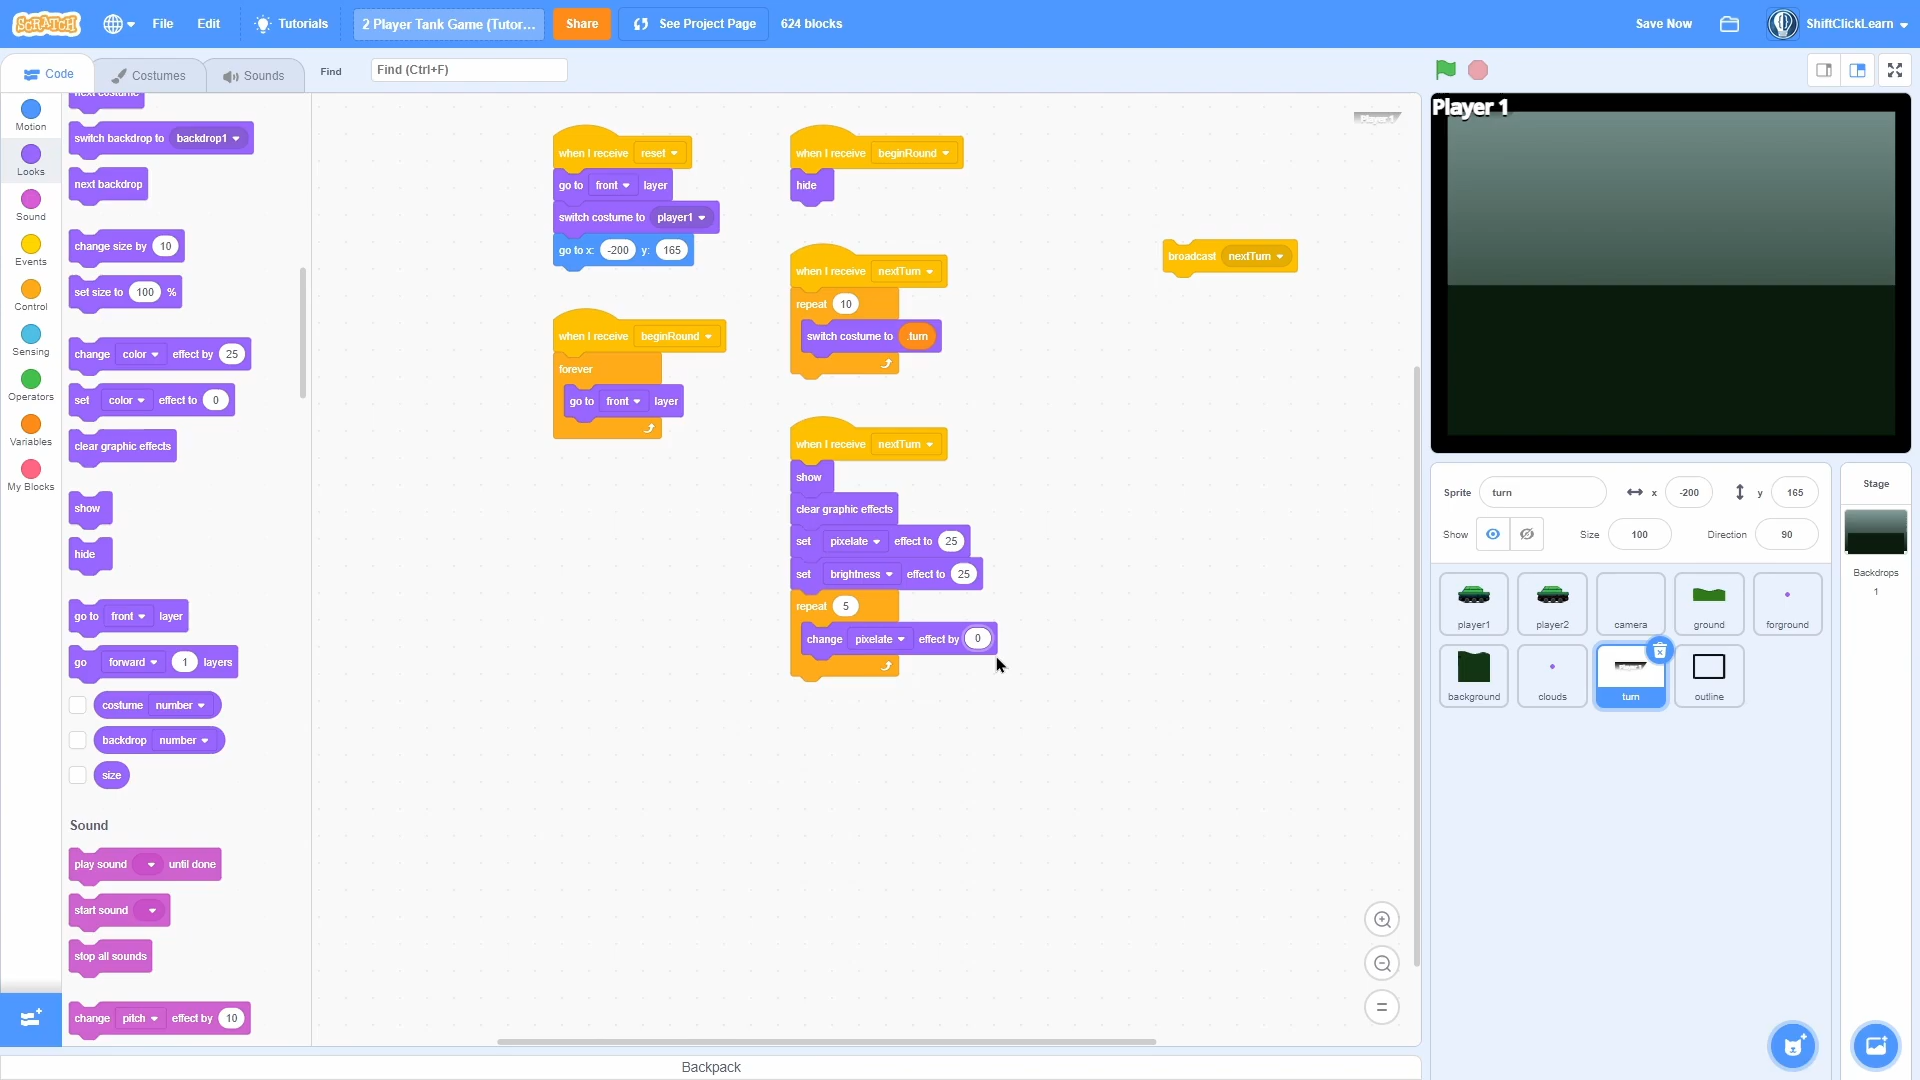 SCRATCH
File
Edit
Tutorials
2 Player Tank Game (Tutor...
Share
See Project Page
624 blocks
Save Now
ShiftClickLearn
Code
Costumes
Sounds
Find
Find (Ctrl+F)
Motion
Looks
Sound
Events
Control
Sensing
Operators
Variables
My Blocks
next costume
switch backdrop to backdrop1
next backdrop
change size by 10
set size to 100 %
change color effect by 25
set color effect to 0
clear graphic effects
show
hide
go to front layer
go forward 1 layers
costume number
backdrop number
size
Sound
play sound until done
start sound
stop all sounds
change pitch effect by 10
when I receive reset
go to front layer
switch costume to player1
go to x: -200 y: 165
when I receive beginRound
forever
go to front layer
when I receive beginRound
hide
when I receive nextTurn
repeat 10
switch costume to .turn
when I receive nextTurn
show
clear graphic effects
set pixelate effect to 25
set brightness effect to 25
repeat 5
change pixelate effect by 0
broadcast nextTurn
Player 1
Player 1
Sprite turn x -200 y 165
Show Size 100 Direction 90
player1
player2
camera
ground
forground
background
clouds
turn
outline
Stage
Backdrops
1
Backpack